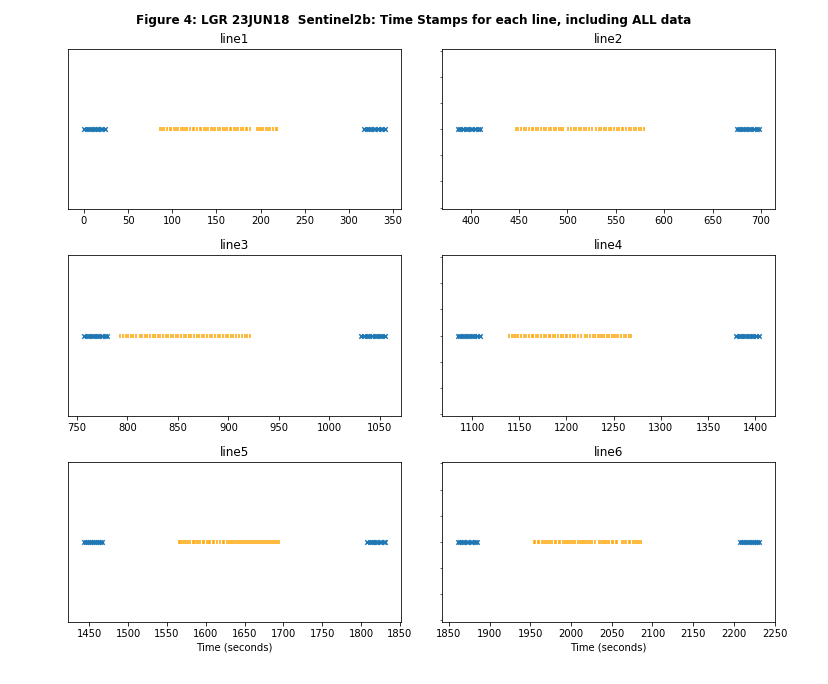 Figure 4: LGR 23JUN18  Sentinel2b: Time Stamps for each line, including ALL data
line1
line2
0 50 100 150 200 250 300 350
400 450 500 550 600 650 700
line3
line4
750 800 850 900 950 1000 1050
1100 1150 1200 1250 1300 1350 1400
line5
line6
1450 1500 1550 1600 1650 1700 1750 1800 1850
1850 1900 1950 2000 2050 2100 2150 2200 2250
Time (seconds)
Time (seconds)